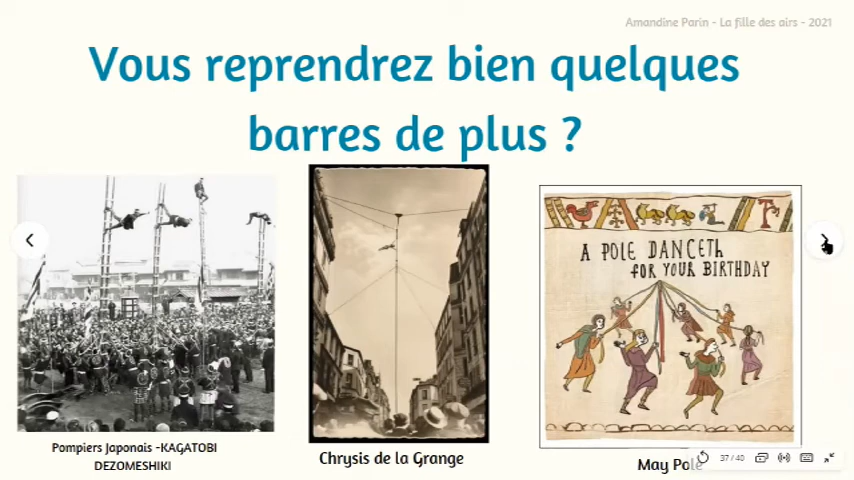 Amandine Parin - La fille des airs - 2021
Vous reprendrez bien quelques
barres de plus ?
A POLE DANCETH
FOR YOUR BIRTHDAY
Pompiers Japonais -KAGATOBI
DEZOMESHIKI
Chrysis de la Grange
May Pole
37 / 40